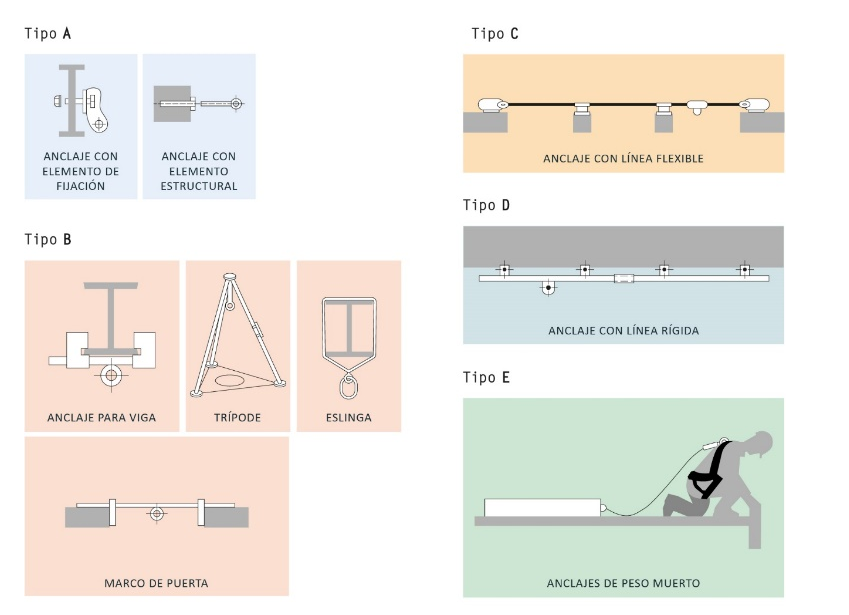 Tipo A
ANCLAJE CON
ELEMENTO DE
FIJACIÓN
ANCLAJE CON
ELEMENTO
ESTRUCTURAL
Tipo B
ANCLAJE PARA VIGA
TRÍPODE
ESLINGA
MARCO DE PUERTA
Tipo C
ANCLAJE CON LÍNEA FLEXIBLE
Tipo D
ANCLAJE CON LÍNEA RÍGIDA
Tipo E
ANCLAJES DE PESO MUERTO